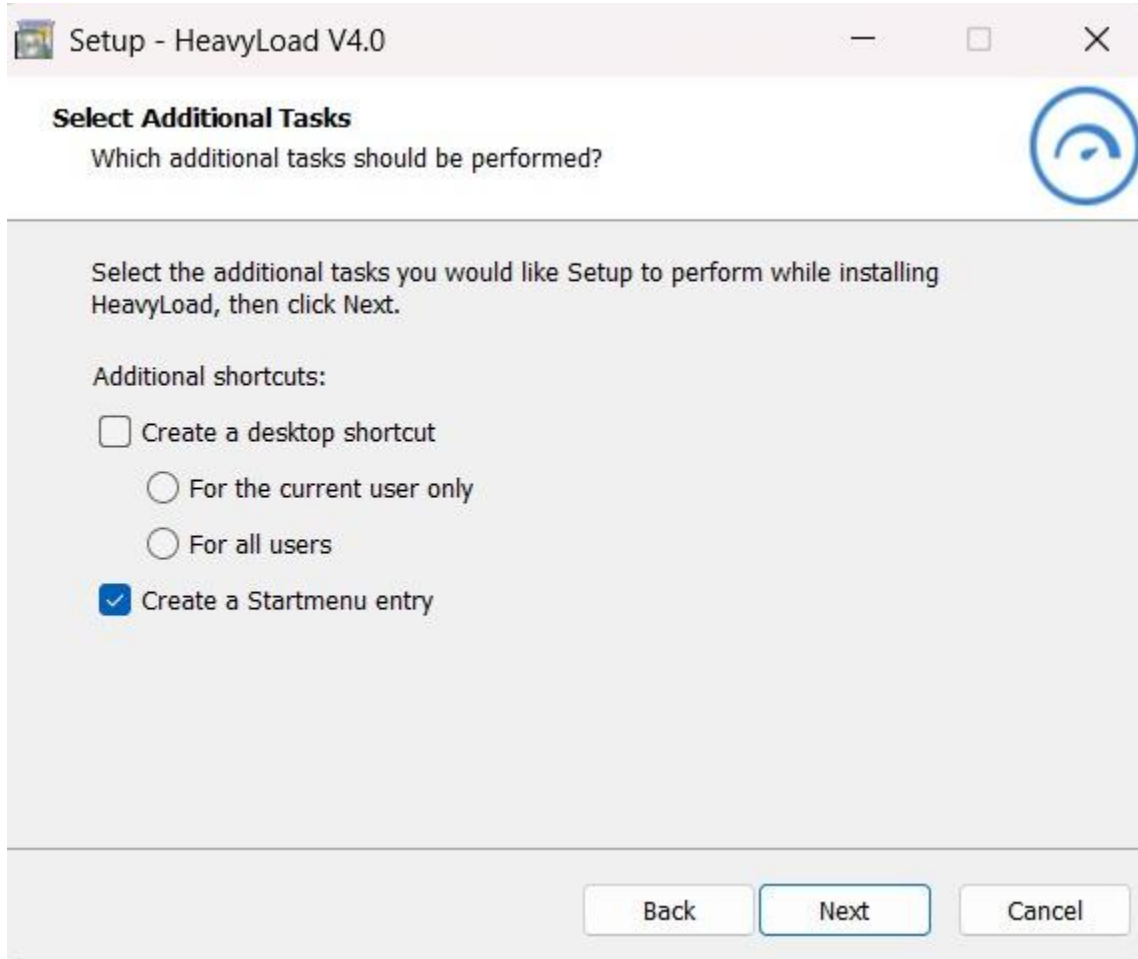 Setup - HeavyLoad V4.0
Select Additional Tasks
Which additional tasks should be performed?
Select the additional tasks you would like Setup to perform while installing
HeavyLoad, then click Next.
Additional shortcuts:
Create a desktop shortcut
For the current user only
For all users
Create a Startmenu entry
Back Next Cancel